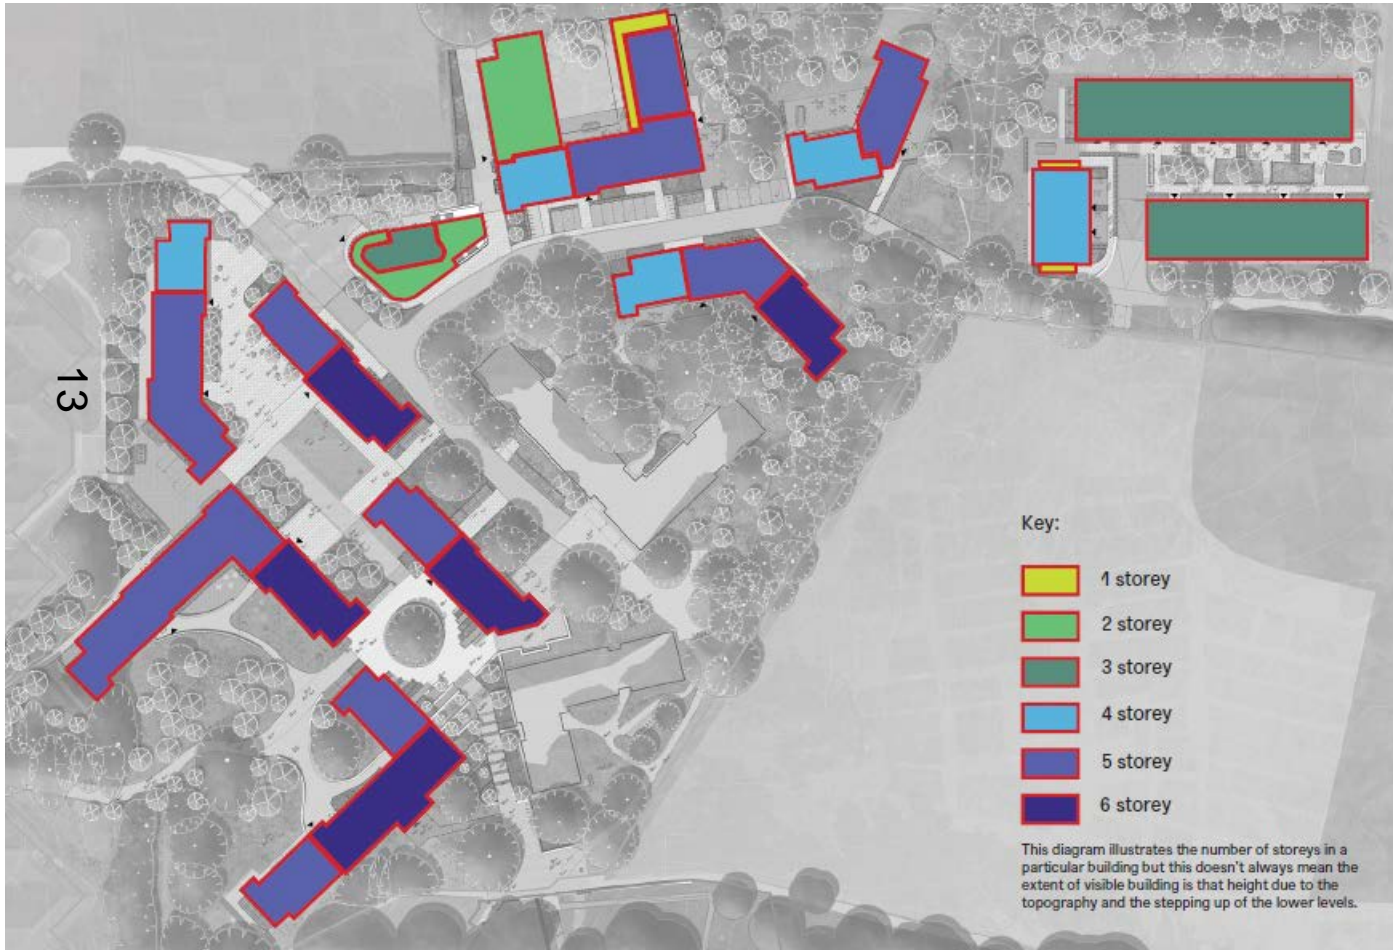 13
Key:
1 storey
2 storey
3 storey
4 storey
5 storey
6 storey
This diagram illustrates the number of storeys in a
particular building but this doesn't always mean the
extent of visible building is that height due to the
topography and the stepping up of the lower levels.